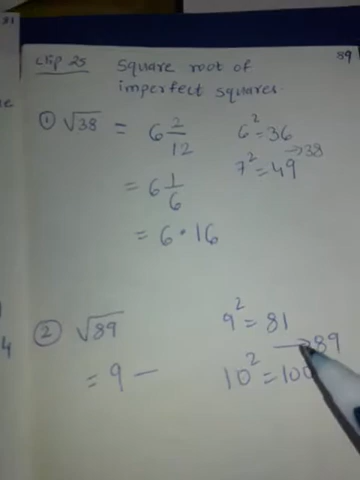 clip 25 Square root of 89
imperfect squares.
① √38 = 6 2/12 6² = 36
→38
= 6 1/6 7² = 49
= 6·16
② √89 9² = 81
→89
= 9 — 10² = 100